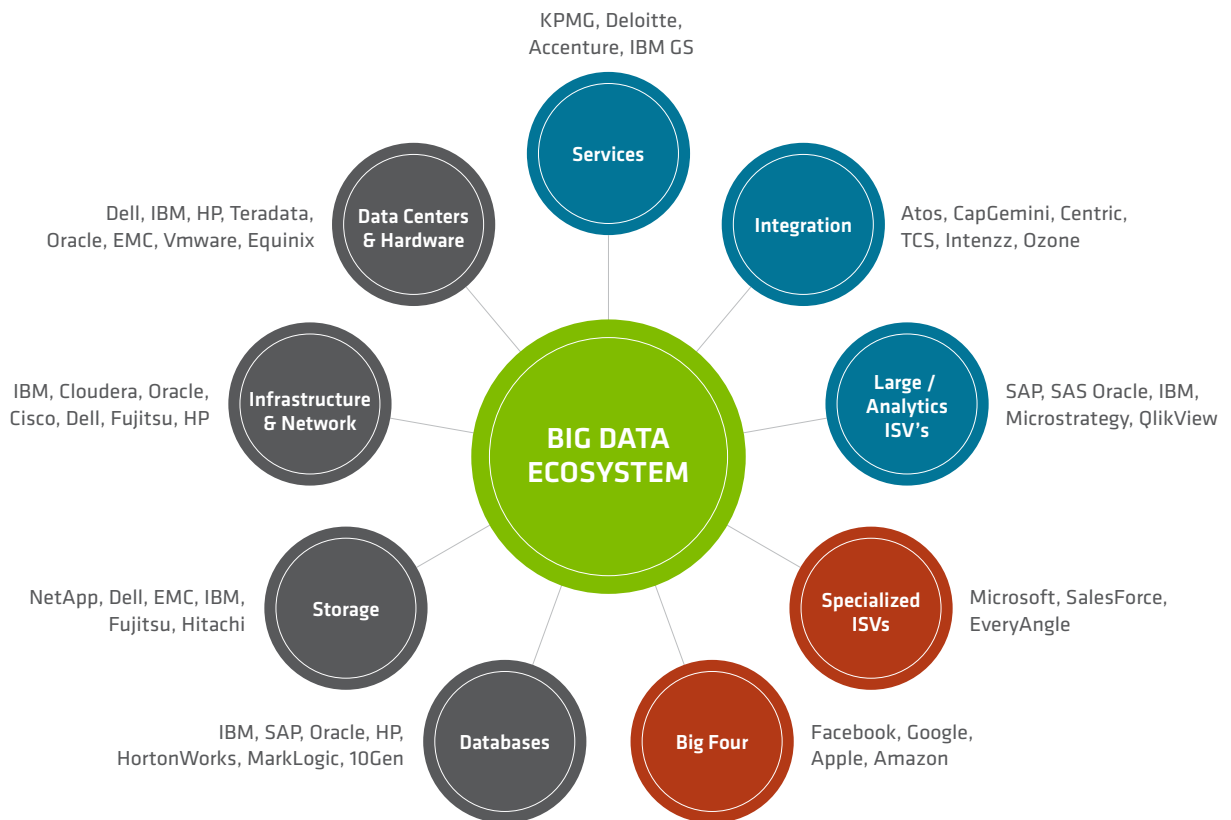 KPMG, Deloitte,
Accenture, IBM GS
Services
Data Centers
& Hardware
Dell, IBM, HP, Teradata,
Oracle, EMC, Vmware, Equinix
Integration
Atos, CapGemini, Centric,
TCS, Intenzz, Ozone
IBM, Cloudera, Oracle,
Cisco, Dell, Fujitsu, HP
Infrastructure
& Network
Large /
Analytics
ISV's
SAP, SAS Oracle, IBM,
Microstrategy, QlikView
BIG DATA
ECOSYSTEM
NetApp, Dell, EMC, IBM,
Fujitsu, Hitachi
Storage
Specialized
ISVs
Microsoft, SalesForce,
EveryAngle
IBM, SAP, Oracle, HP,
HortonWorks, MarkLogic, 10Gen
Databases
Big Four
Facebook, Google,
Apple, Amazon